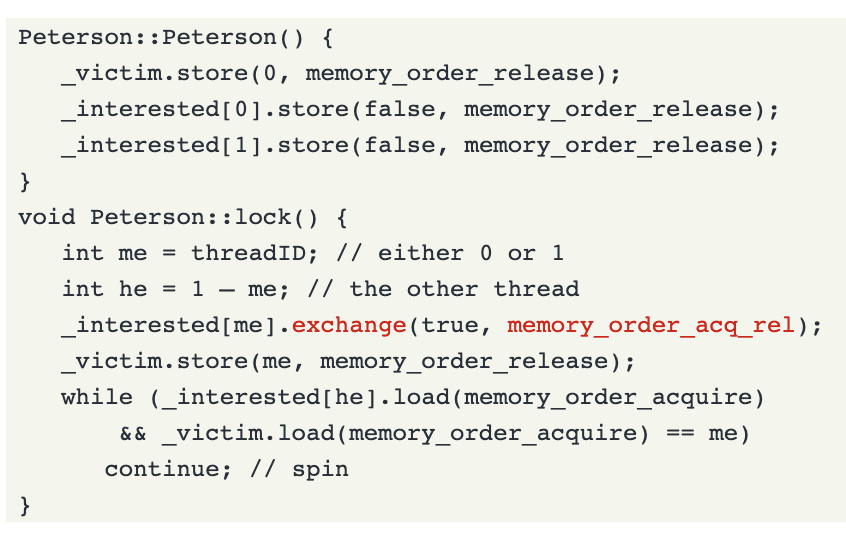 Peterson::Peterson() {
_victim.store(0, memory_order_release);
_interested[0].store(false, memory_order_release);
_interested[1].store(false, memory_order_release);
}
void Peterson::lock() {
int me = threadID; // either 0 or 1
int he = 1 – me; // the other thread
_interested[me].exchange(true, memory_order_acq_rel);
_victim.store(me, memory_order_release);
while (_interested[he].load(memory_order_acquire)
&& _victim.load(memory_order_acquire) == me)
continue; // spin
}